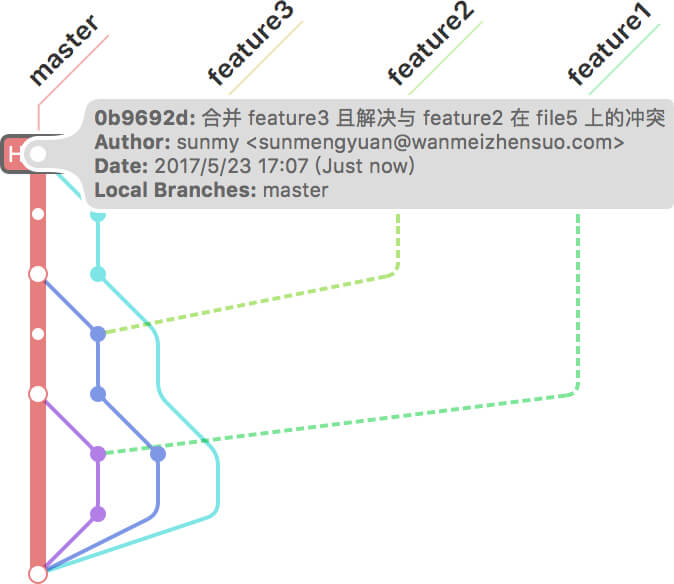 master
feature3
feature2
feature1
H
0b9692d: 合并 feature3 且解决与 feature2 在 file5 上的冲突
Author: sunmy <sunmengyuan@wanmeizhensuo.com>
Date: 2017/5/23 17:07 (Just now)
Local Branches: master